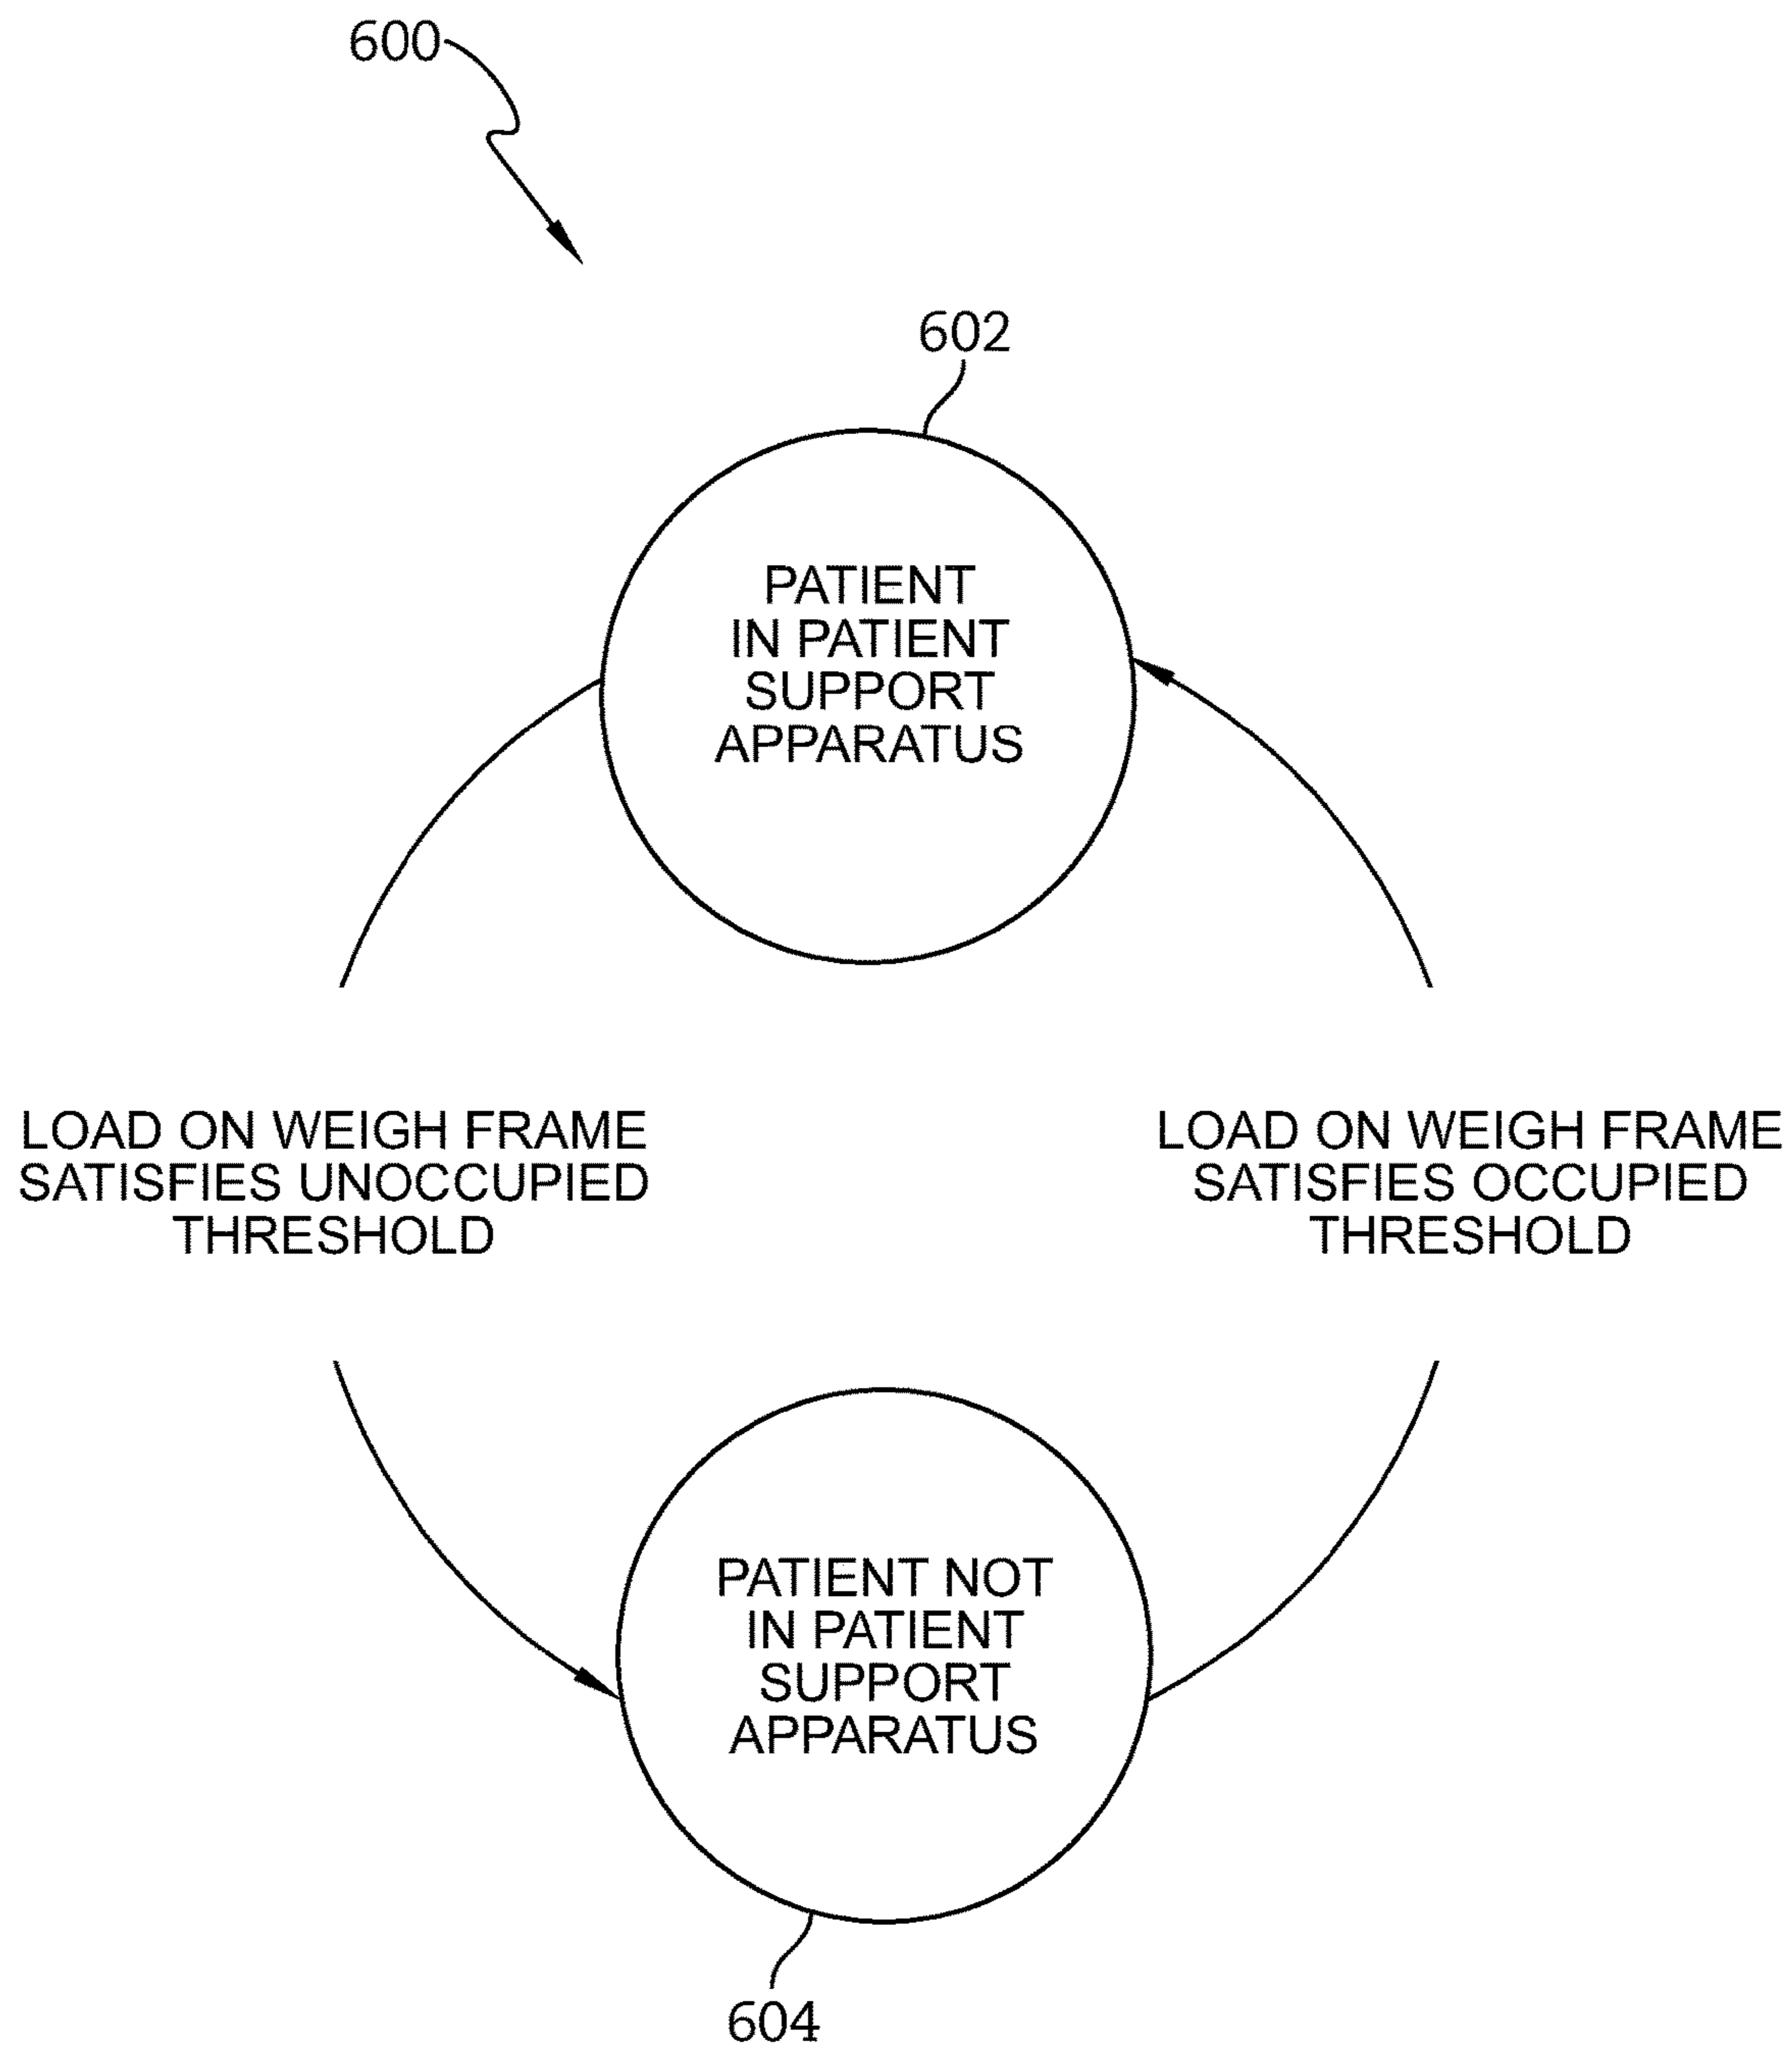 600
602
PATIENT
IN PATIENT
SUPPORT
APPARATUS
LOAD ON WEIGH FRAME
SATISFIES UNOCCUPIED
THRESHOLD
LOAD ON WEIGH FRAME
SATISFIES OCCUPIED
THRESHOLD
PATIENT NOT
IN PATIENT
SUPPORT
APPARATUS
604